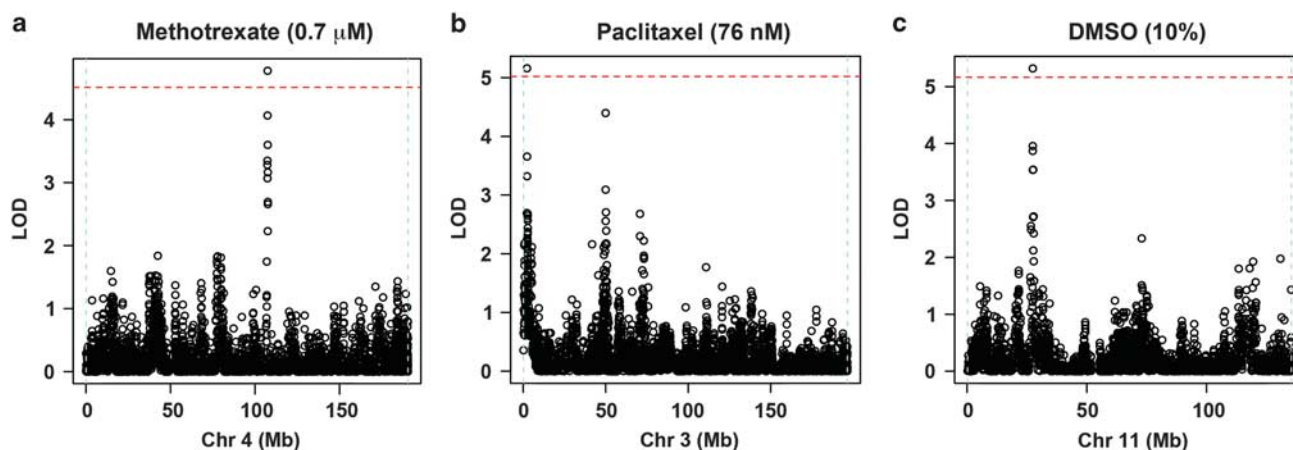 a Methotrexate (0.7 μM)
4
3
2
1
0
LOD
0 50 100 150
Chr 4 (Mb)
b Paclitaxel (76 nM)
5
4
3
2
1
0
LOD
0 50 100 150
Chr 3 (Mb)
c DMSO (10%)
5
4
3
2
1
0
LOD
0 50 100
Chr 11 (Mb)